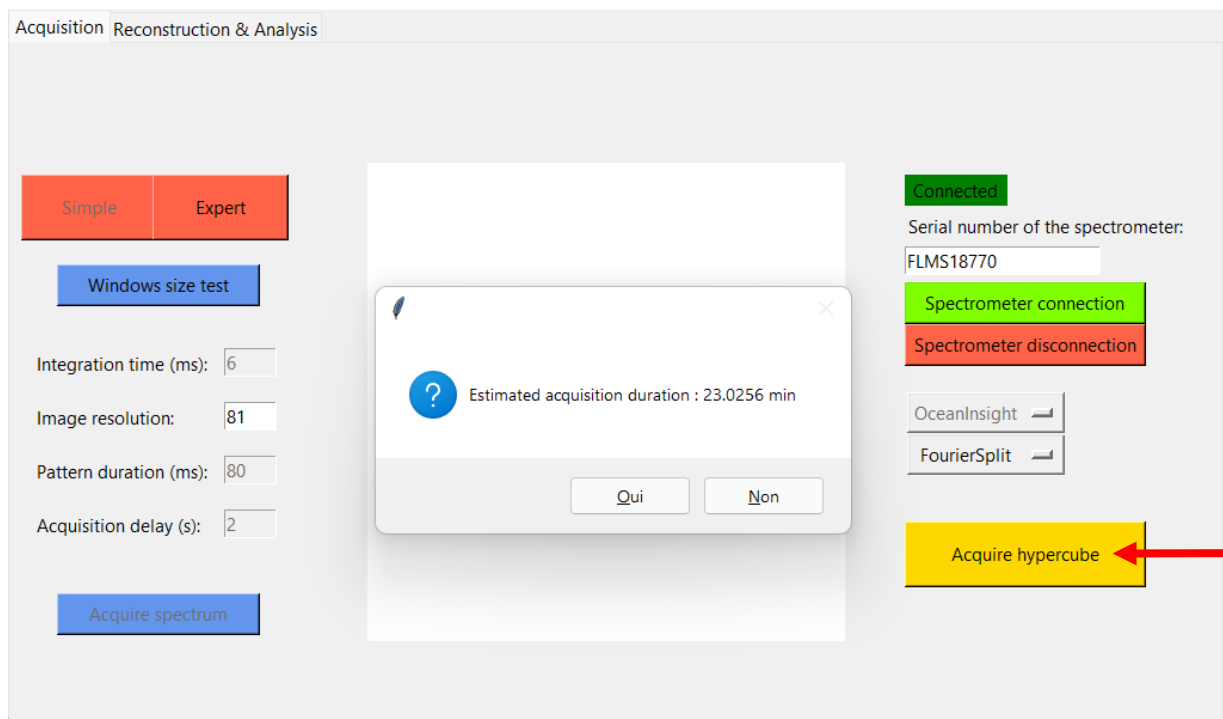 Acquisition Reconstruction & Analysis
Simple
Expert
Windows size test
Integration time (ms): 6
Image resolution: 81
Pattern duration (ms): 80
Acquisition delay (s): 2
Acquire spectrum
Estimated acquisition duration : 23.0256 min
Oui
Non
Connected
Serial number of the spectrometer:
FLMS18770
Spectrometer connection
Spectrometer disconnection
OceanInsight
FourierSplit
Acquire hypercube